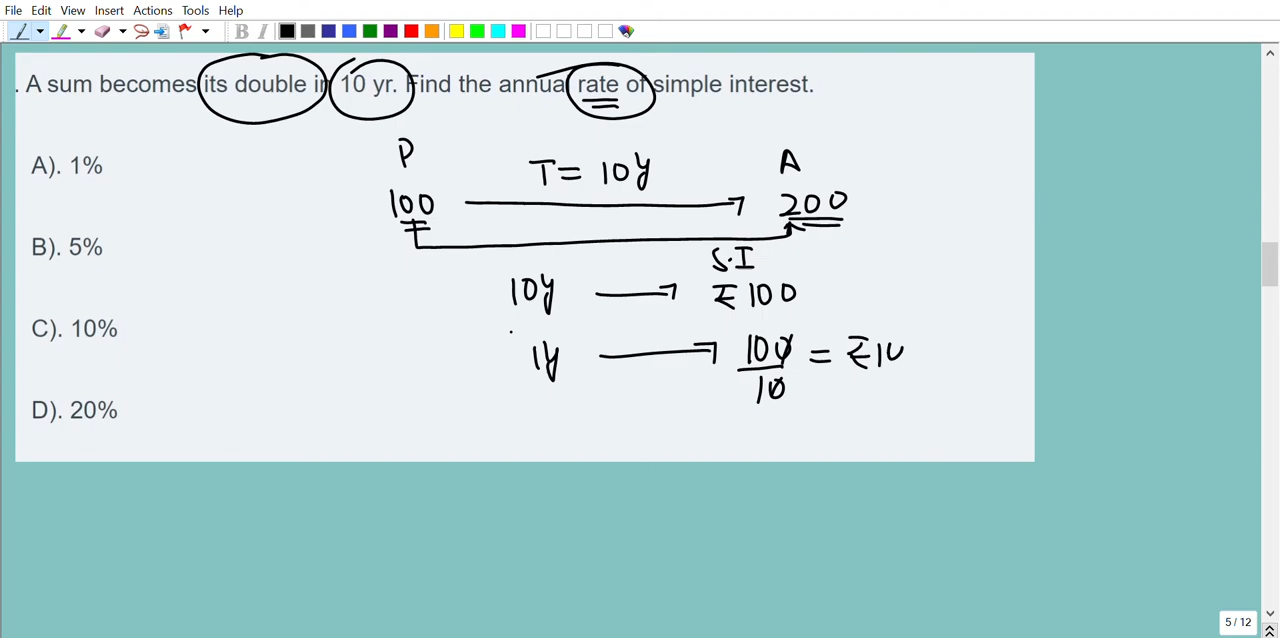 File Edit View Insert Actions Tools Help
B I
. A sum becomes its double in 10 yr. Find the annual rate of simple interest.
P
T= 10y
A
A). 1%
100
200
B). 5%
S.I
10y
₹100
C). 10%
1y
100/10 = ₹10
D). 20%
5 / 12